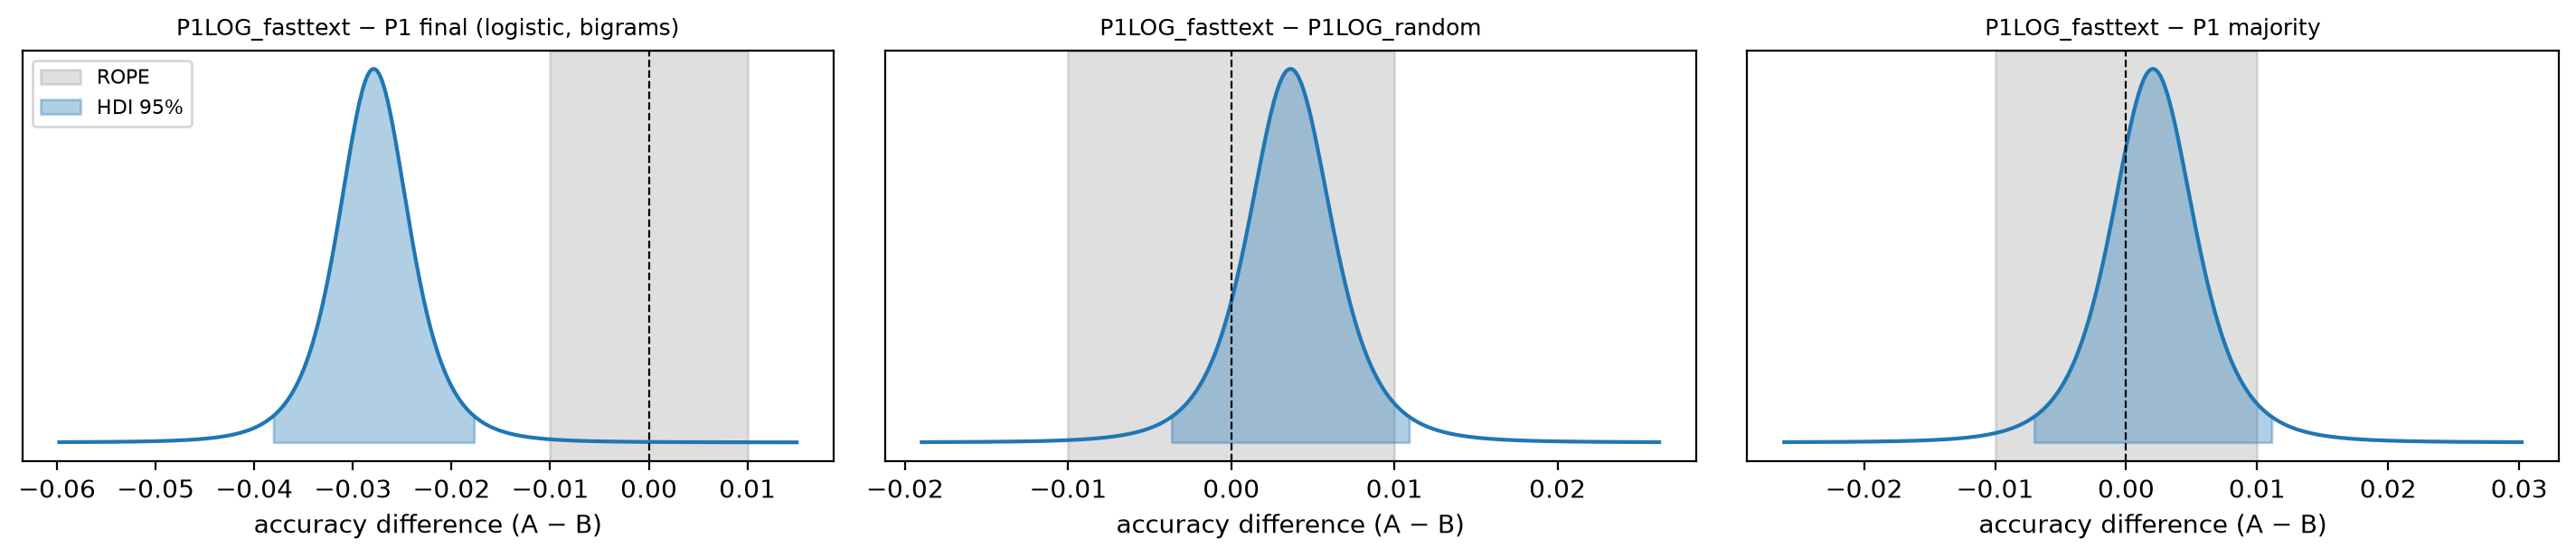 P1LOG_fasttext − P1 final (logistic, bigrams)
ROPE
HDI 95%
−0.06 −0.05 −0.04 −0.03 −0.02 −0.01 0.00 0.01
accuracy difference (A − B)
P1LOG_fasttext − P1LOG_random
−0.02 −0.01 0.00 0.01 0.02
accuracy difference (A − B)
P1LOG_fasttext − P1 majority
−0.02 −0.01 0.00 0.01 0.02 0.03
accuracy difference (A − B)